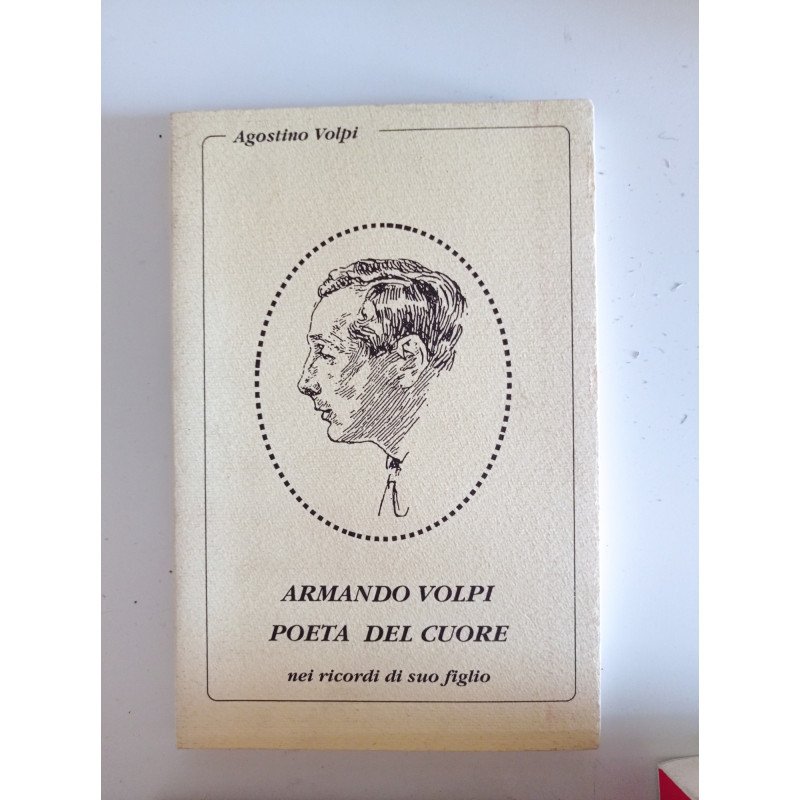 Agostino Volpi
ARMANDO VOLPI
POETA DEL CUORE
nei ricordi di suo figlio